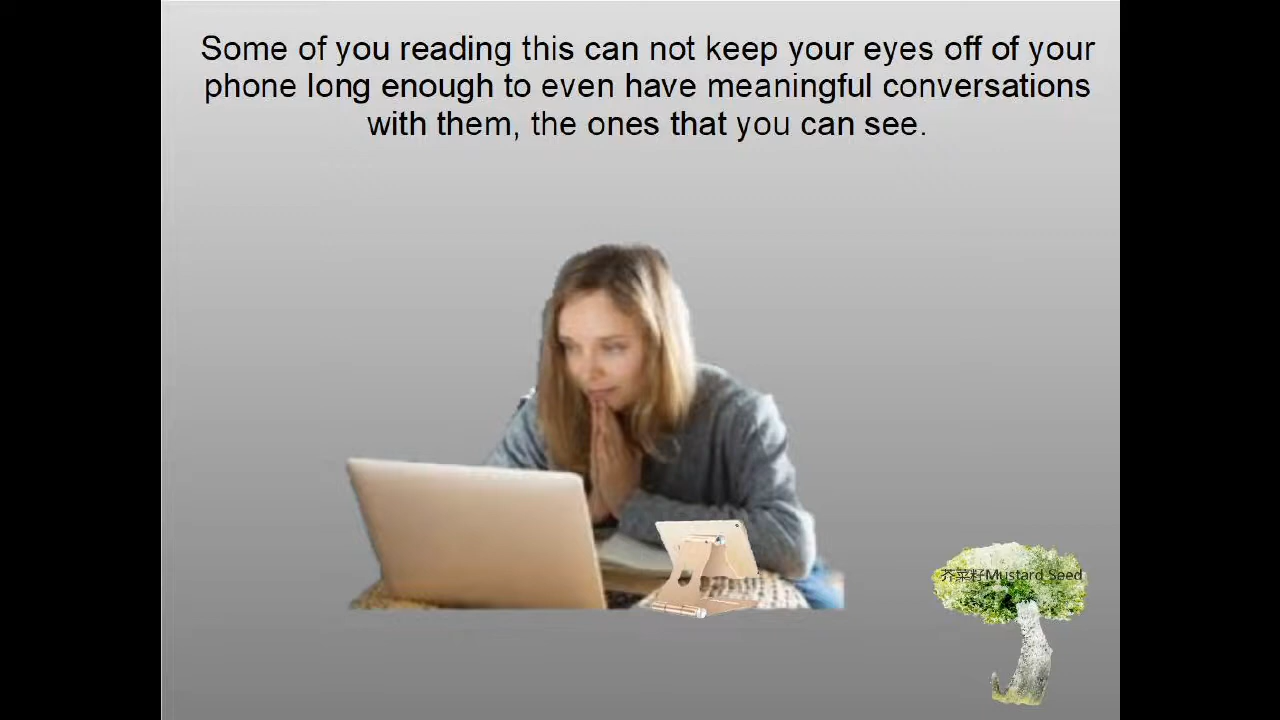 Some of you reading this can not keep your eyes off of your
phone long enough to even have meaningful conversations
with them, the ones that you can see.
芥菜籽Mustard Seed